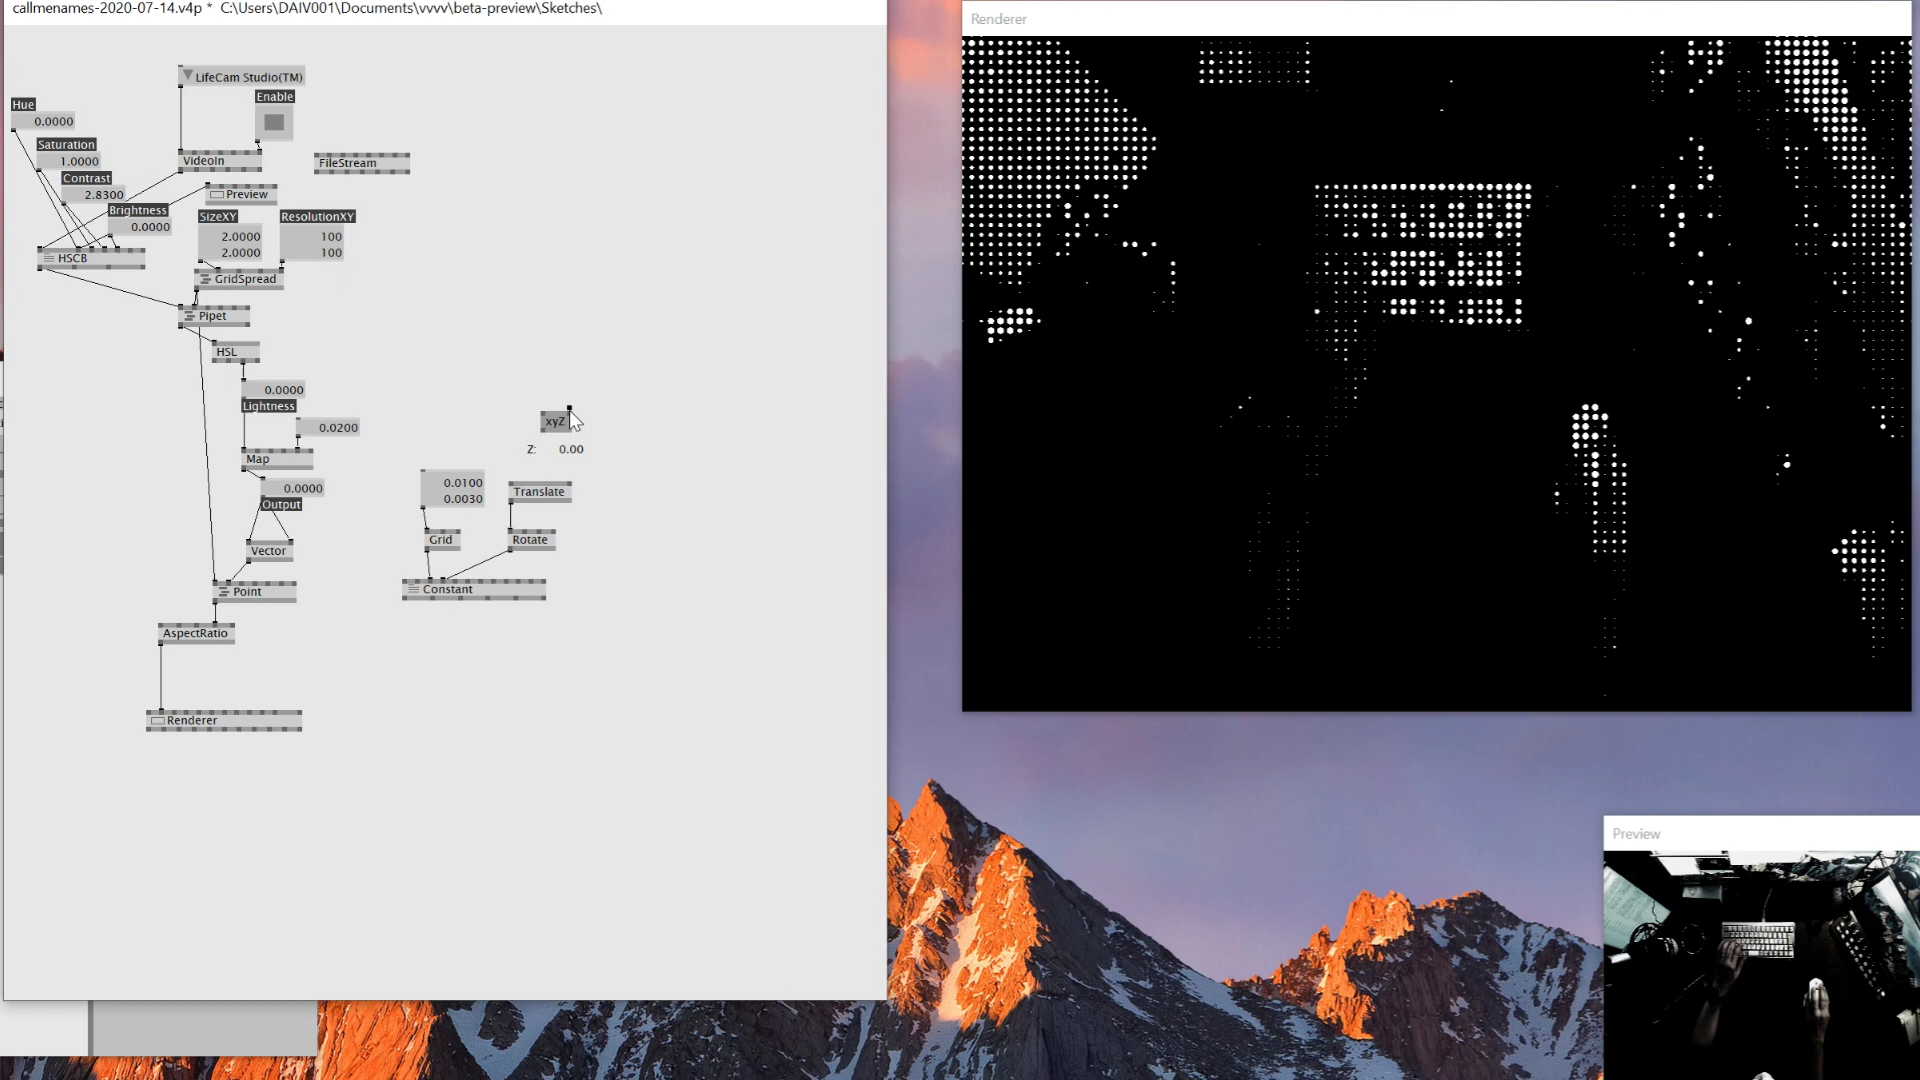 callmenames-2020-07-14.v4p *  C:\Users\DAIV001\Documents\vvvv\beta-preview\Sketches\
Renderer
LifeCam Studio(TM)
Enable
Hue
0.0000
Saturation
1.0000
VideoIn
FileStream
Contrast
2.8300
Preview
Brightness
0.0000
SizeXY
2.0000
2.0000
ResolutionXY
100
100
HSCB
GridSpread
Pipet
HSL
0.0000
Lightness
0.0200
Map
0.0000
Output
Vector
Point
AspectRatio
Renderer
xyZ
Z: 0.00
0.0100
0.0030
Translate
Grid
Rotate
Constant
Preview